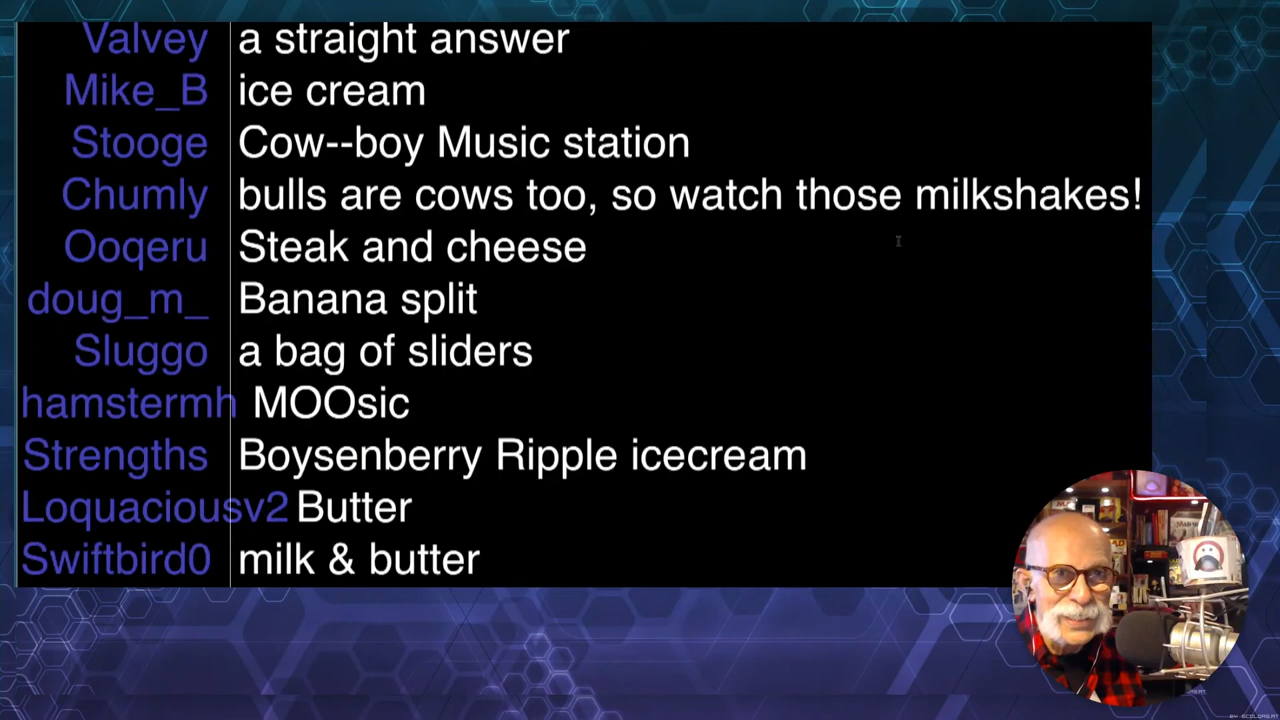 Valvey a straight answer
Mike_B ice cream
Stooge Cow--boy Music station
Chumly bulls are cows too, so watch those milkshakes!
Ooqeru Steak and cheese
doug_m_ Banana split
Sluggo a bag of sliders
hamstermh MOOsic
Strengths Boysenberry Ripple icecream
Loquaciousv2 Butter
Swiftbird0 milk & butter